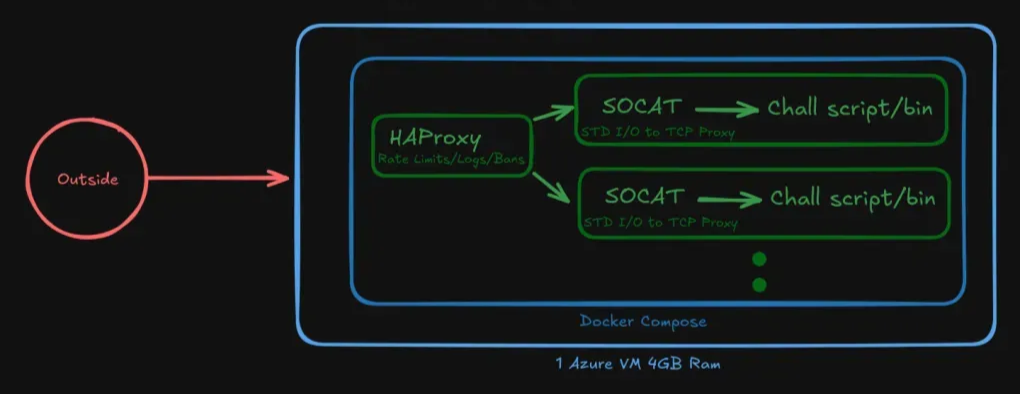 Outside
HAProxy
Rate Limits/Logs/Bans
SOCAT
Chall script/bin
STD I/O to TCP Proxy
SOCAT
Chall script/bin
STD I/O to TCP Proxy
Docker Compose
1 Azure VM 4GB Ram